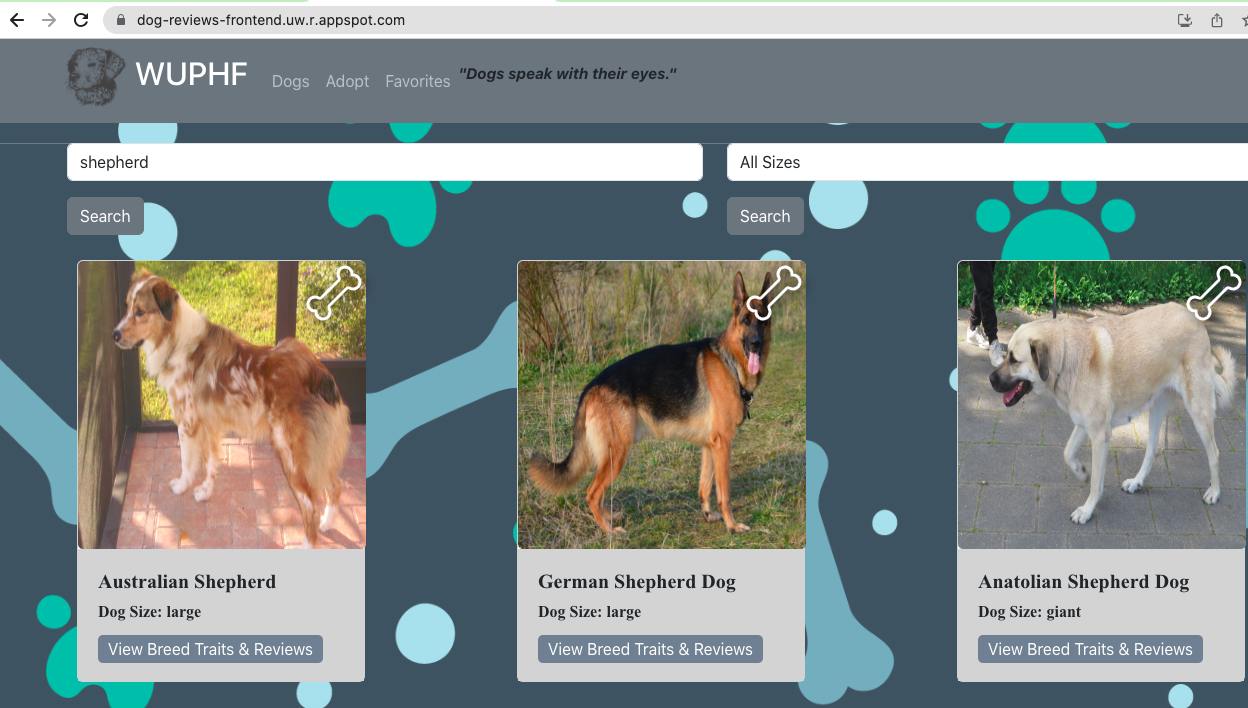 dog-reviews-frontend.uw.r.appspot.com
WUPHF Dogs Adopt Favorites "Dogs speak with their eyes."
shepherd
All Sizes
Search
Search
Australian Shepherd
Dog Size: large
View Breed Traits & Reviews
German Shepherd Dog
Dog Size: large
View Breed Traits & Reviews
Anatolian Shepherd Dog
Dog Size: giant
View Breed Traits & Reviews